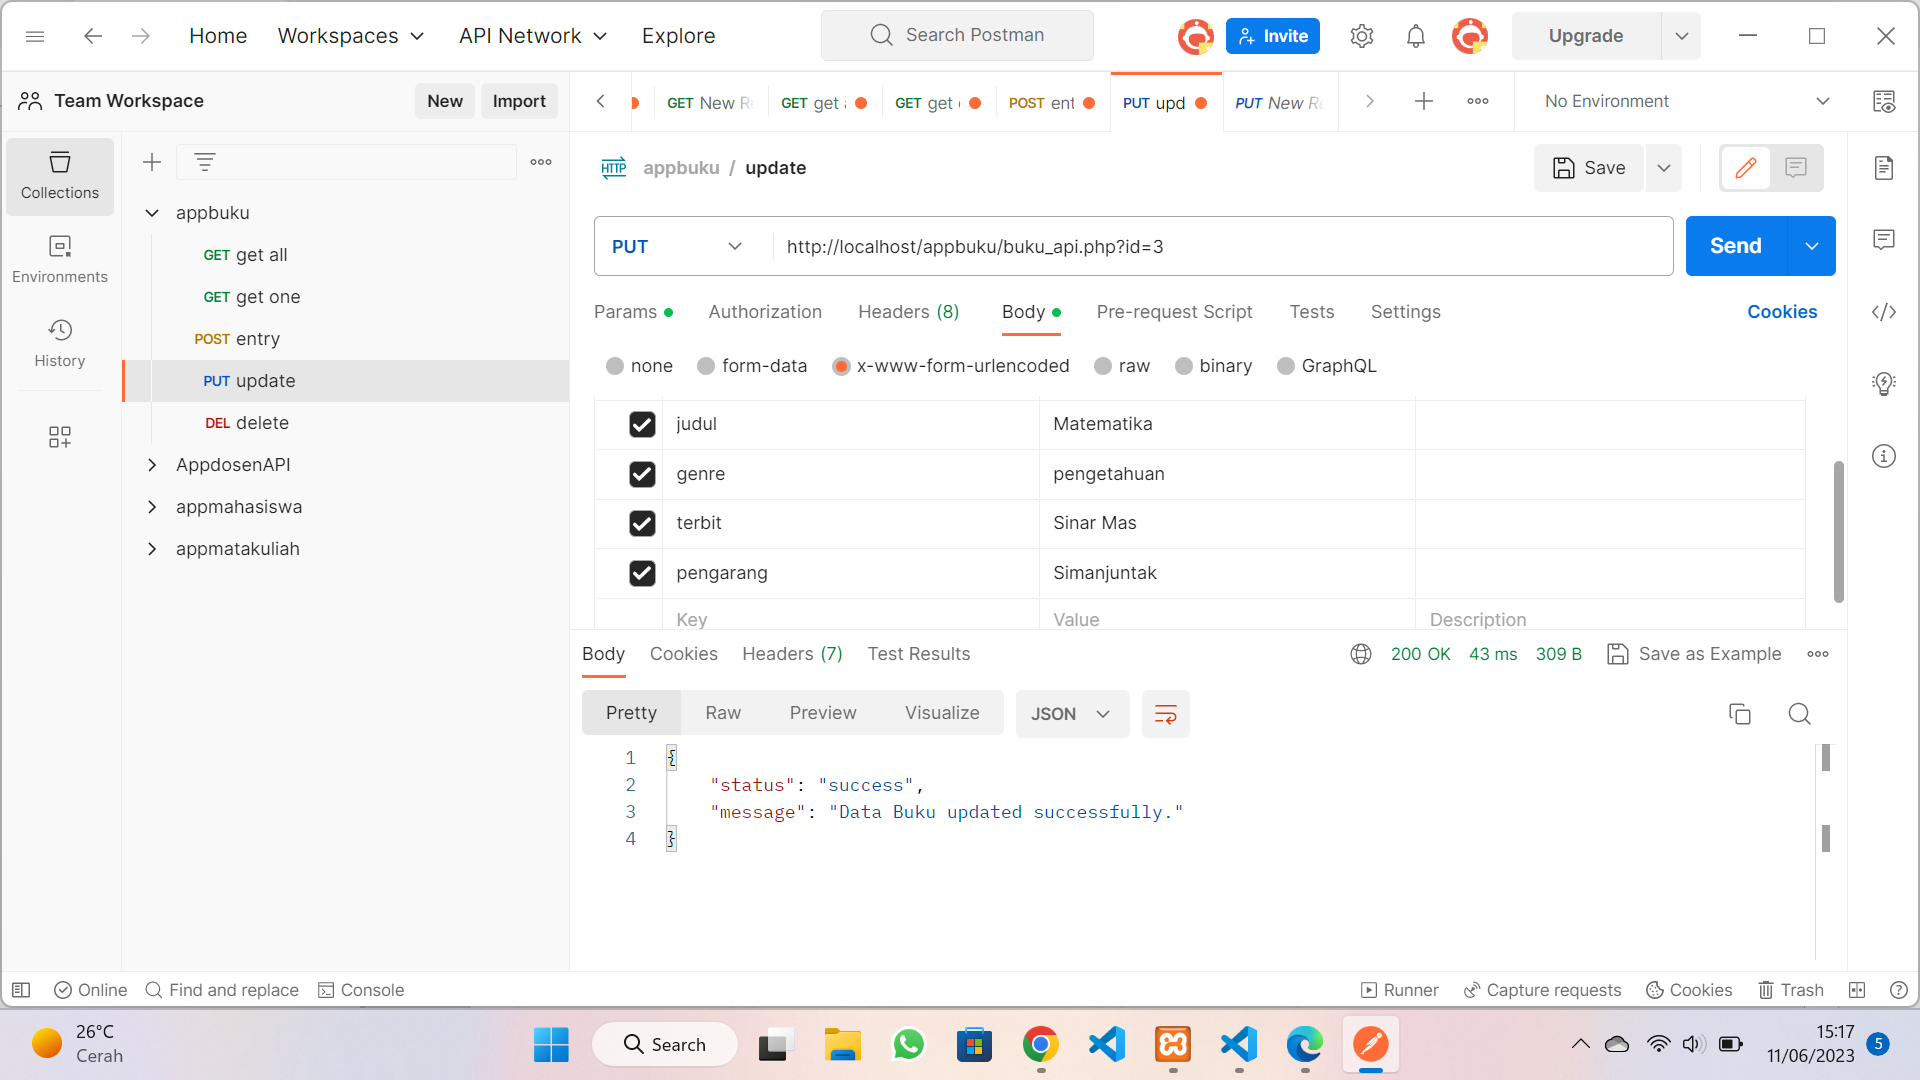 Home
Workspaces
API Network
Explore
Search Postman
Invite
Upgrade
Team Workspace
New
Import
GET New Re
GET get
GET get
POST ent
PUT upd
PUT New Re
No Environment
Collections
Environments
History
appbuku
GET get all
GET get one
POST entry
PUT update
DEL delete
AppdosenAPI
appmahasiswa
appmatakuliah
HTTP appbuku / update
Save
PUT
http://localhost/appbuku/buku_api.php?id=3
Send
Params
Authorization
Headers (8)
Body
Pre-request Script
Tests
Settings
Cookies
none
form-data
x-www-form-urlencoded
raw
binary
GraphQL
judul Matematika
genre pengetahuan
terbit Sinar Mas
pengarang Simanjuntak
Key Value Description
Body
Cookies
Headers (7)
Test Results
200 OK 43 ms 309 B
Save as Example
Pretty
Raw
Preview
Visualize
JSON
1 {
2 "status": "success",
3 "message": "Data Buku updated successfully."
4 }
Online
Find and replace
Console
Runner
Capture requests
Cookies
Trash
26°C
Cerah
Search
15:17
11/06/2023
5